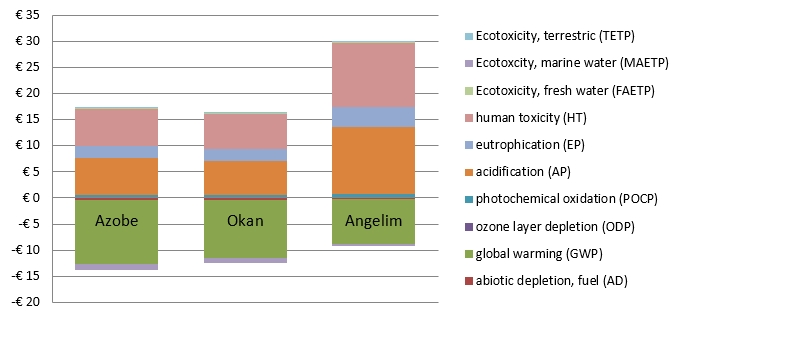 € 35
€ 30
€ 25
€ 20
€ 15
€ 10
€ 5
€ 0
-€ 5
-€ 10
-€ 15
-€ 20
Azobe
Okan
Angelim
Ecotoxicity, terrestric (TETP)
Ecotoxcity, marine water (MAETP)
Ecotoxicity, fresh water (FAETP)
human toxicity (HT)
eutrophication (EP)
acidification (AP)
photochemical oxidation (POCP)
ozone layer depletion (ODP)
global warming (GWP)
abiotic depletion, fuel (AD)